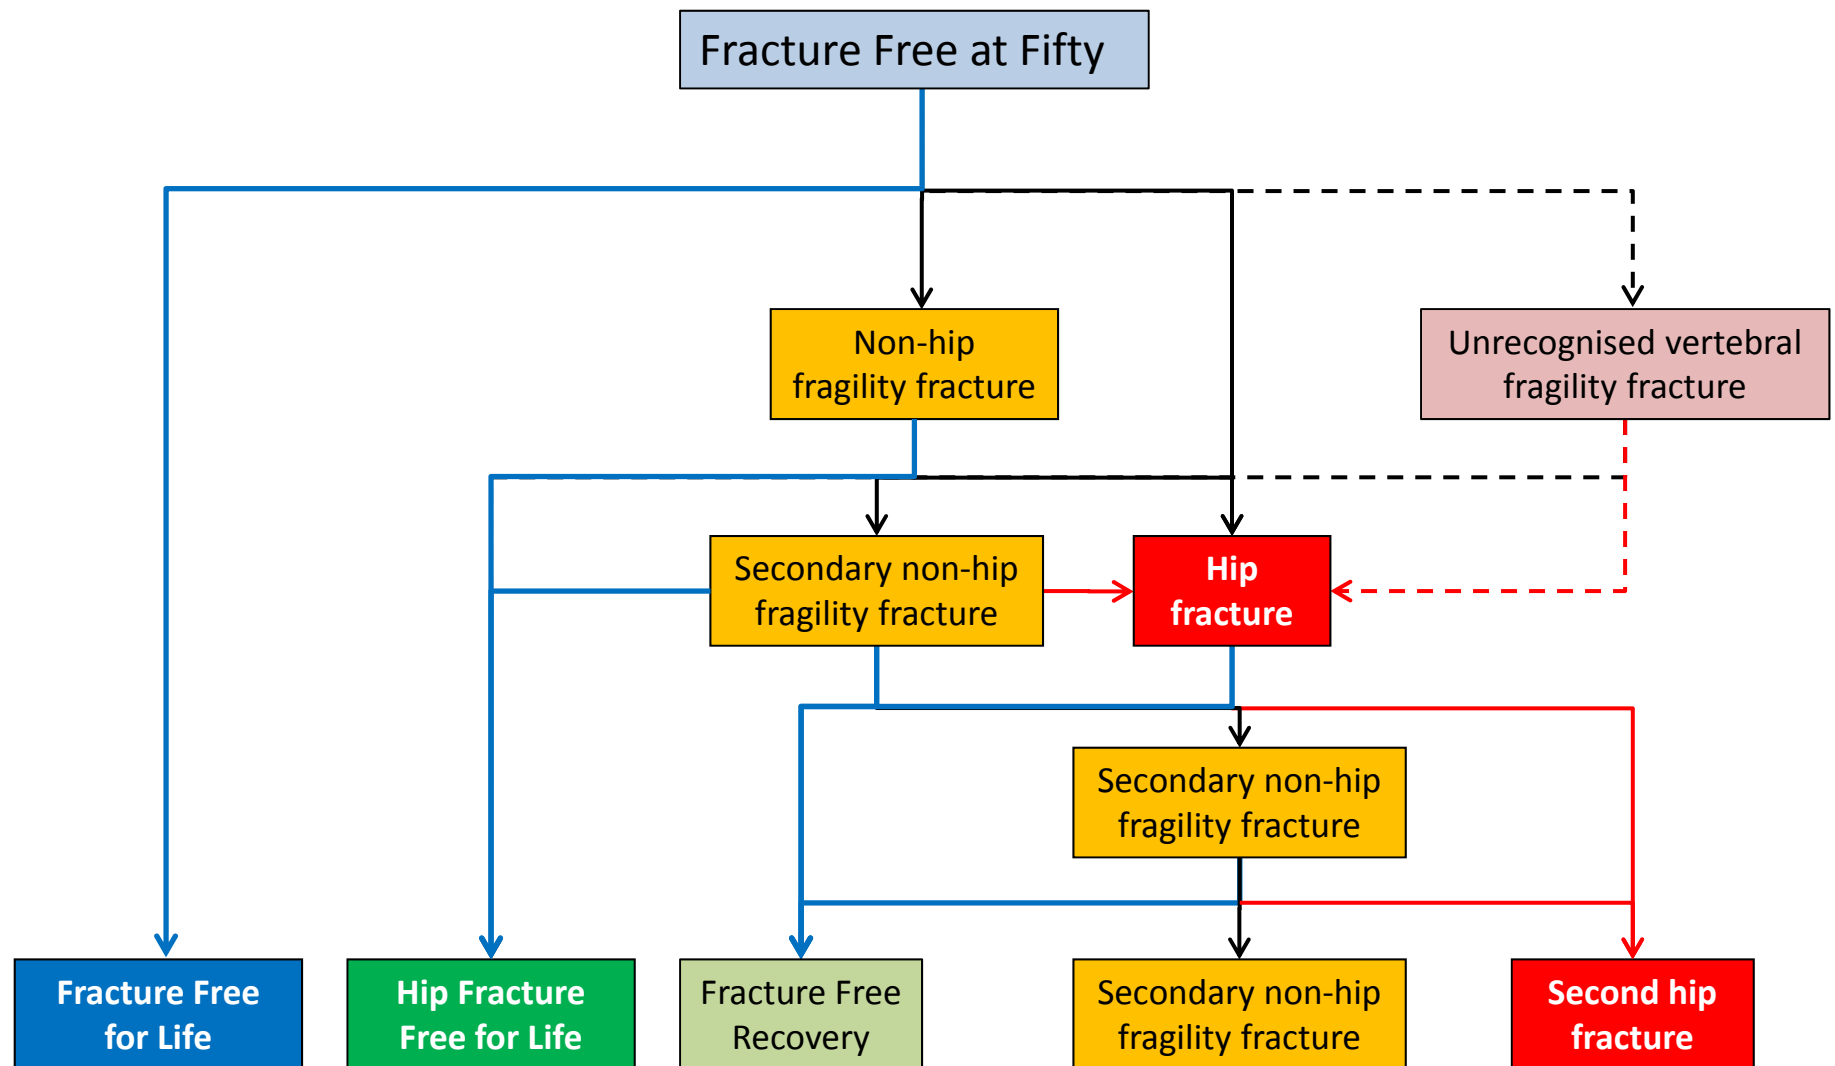 Fracture Free at Fifty
Non-hip
fragility fracture
Unrecognised vertebral
fragility fracture
Secondary non-hip
fragility fracture
Hip
fracture
Secondary non-hip
fragility fracture
Fracture Free
for Life
Hip Fracture
Free for Life
Fracture Free
Recovery
Secondary non-hip
fragility fracture
Second hip
fracture